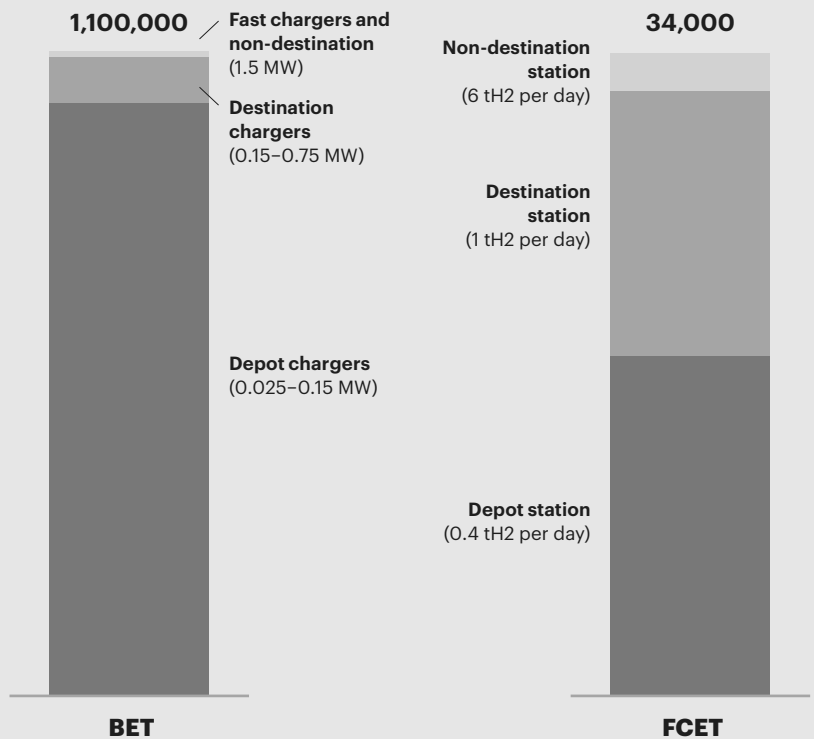 1,100,000
Fast chargers and
non-destination
(1.5 MW)
Destination
chargers
(0.15–0.75 MW)
Depot chargers
(0.025–0.15 MW)
BET
34,000
Non-destination
station
(6 tH2 per day)
Destination
station
(1 tH2 per day)
Depot station
(0.4 tH2 per day)
FCET